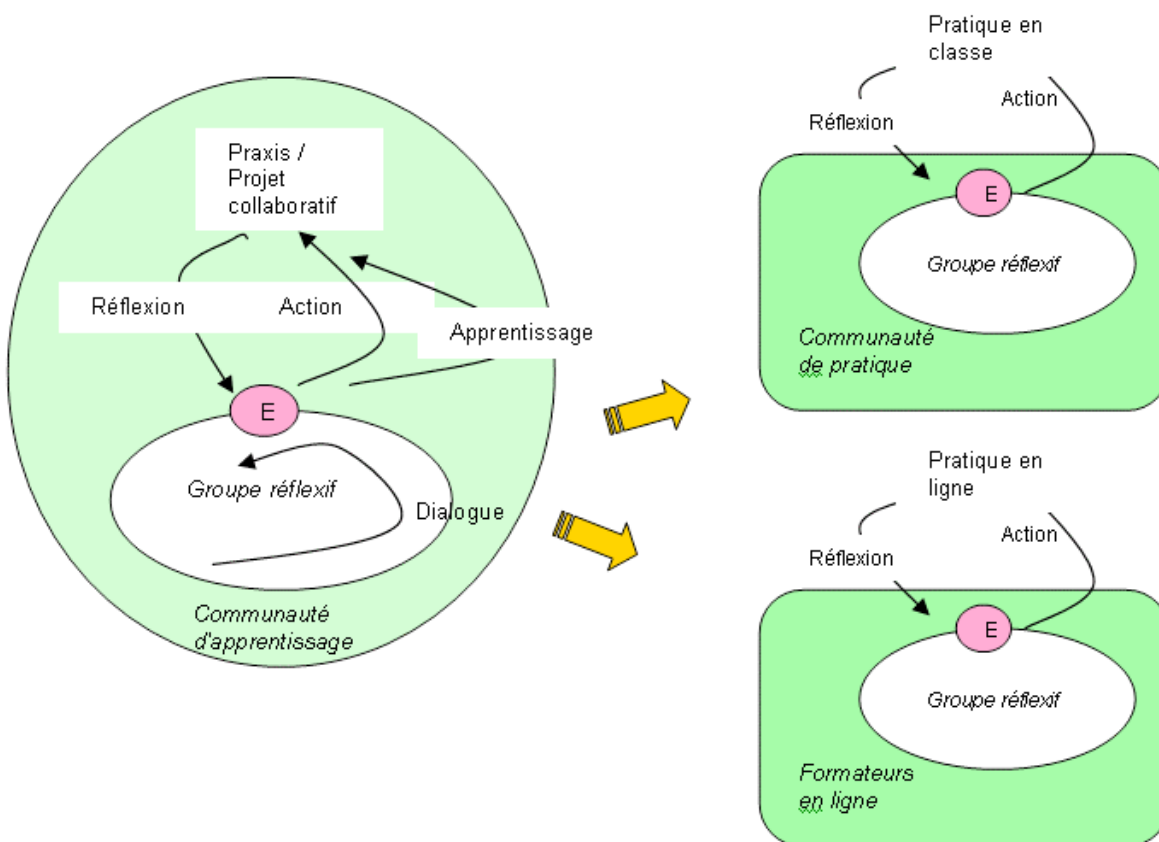 Praxis /
Projet
collaboratif
Réflexion
Action
Apprentissage
E
Groupe réflexif
Dialogue
Communauté
d'apprentissage
Pratique en
classe
Action
Réflexion
E
Groupe réflexif
Communauté
de pratique
Pratique en
ligne
Action
Réflexion
E
Groupe réflexif
Formateurs
en ligne